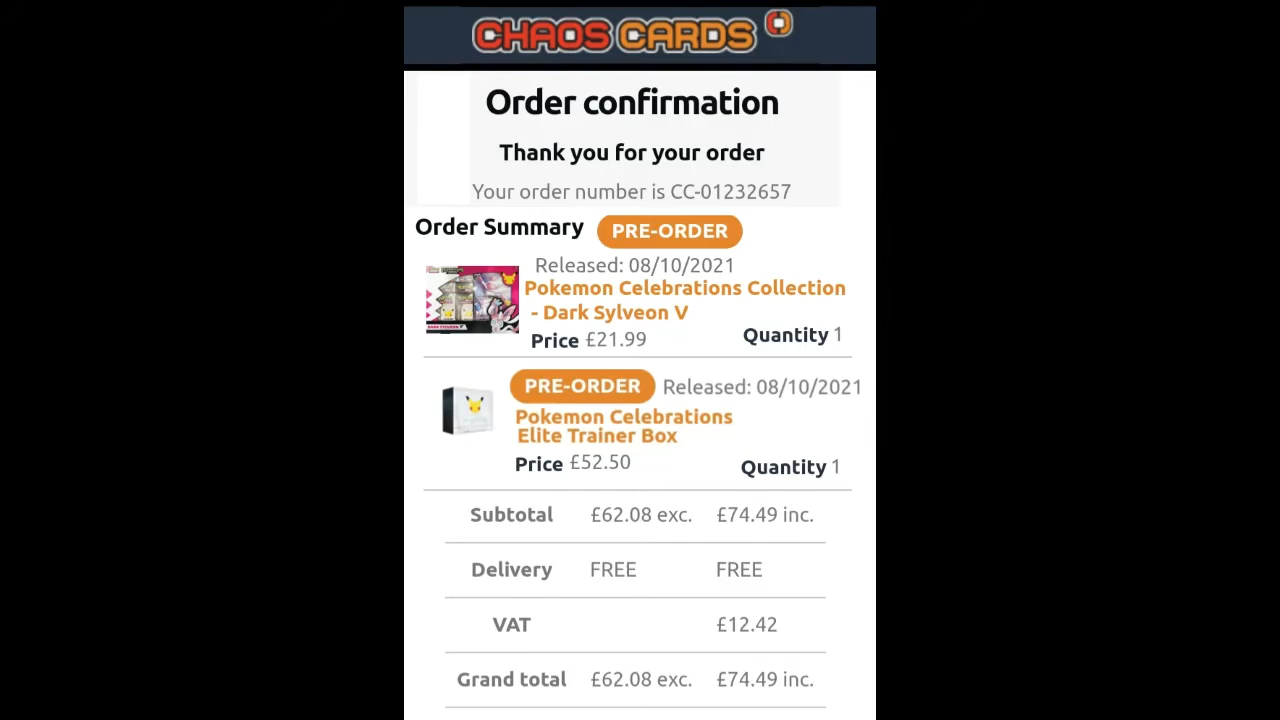 CHAOS CARDS
Order confirmation
Thank you for your order
Your order number is CC-01232657
Order Summary PRE-ORDER
Released: 08/10/2021
Pokemon Celebrations Collection
- Dark Sylveon V
Price £21.99 Quantity 1
PRE-ORDER Released: 08/10/2021
Pokemon Celebrations
Elite Trainer Box
Price £52.50 Quantity 1
Subtotal £62.08 exc. £74.49 inc.
Delivery FREE FREE
VAT £12.42
Grand total £62.08 exc. £74.49 inc.